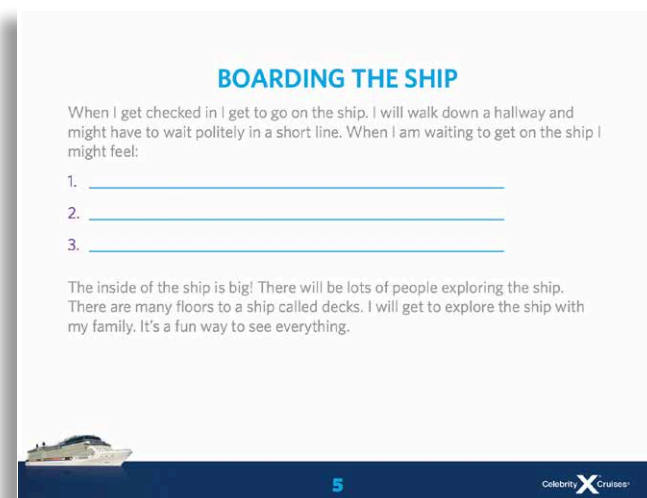 BOARDING THE SHIP
When I get checked in I get to go on the ship. I will walk down a hallway and
might have to wait politely in a short line. When I am waiting to get on the ship I
might feel:
1.
2.
3.
The inside of the ship is big! There will be lots of people exploring the ship.
There are many floors to a ship called decks. I will get to explore the ship with
my family. It's a fun way to see everything.
5
Celebrity X Cruises®